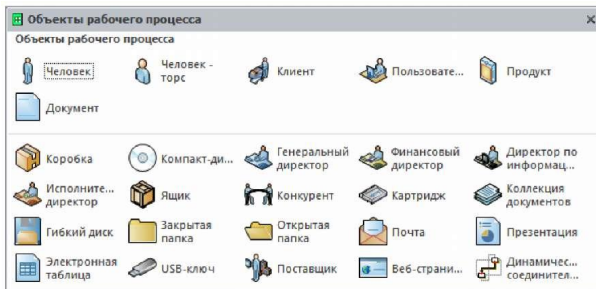 Объекты рабочего процесса
Объекты рабочего процесса
Человек
Человек - торс
Клиент
Пользовате...
Продукт
Документ
Коробка
Компакт-ди...
Генеральный директор
Финансовый директор
Директор по информац...
Исполните... директор
Ящик
Конкурент
Картридж
Коллекция документов
Гибкий диск
Закрытая папка
Открытая папка
Почта
Презентация
Электронная таблица
USB-ключ
Поставщик
Веб-страни...
Динамичес... соединител...